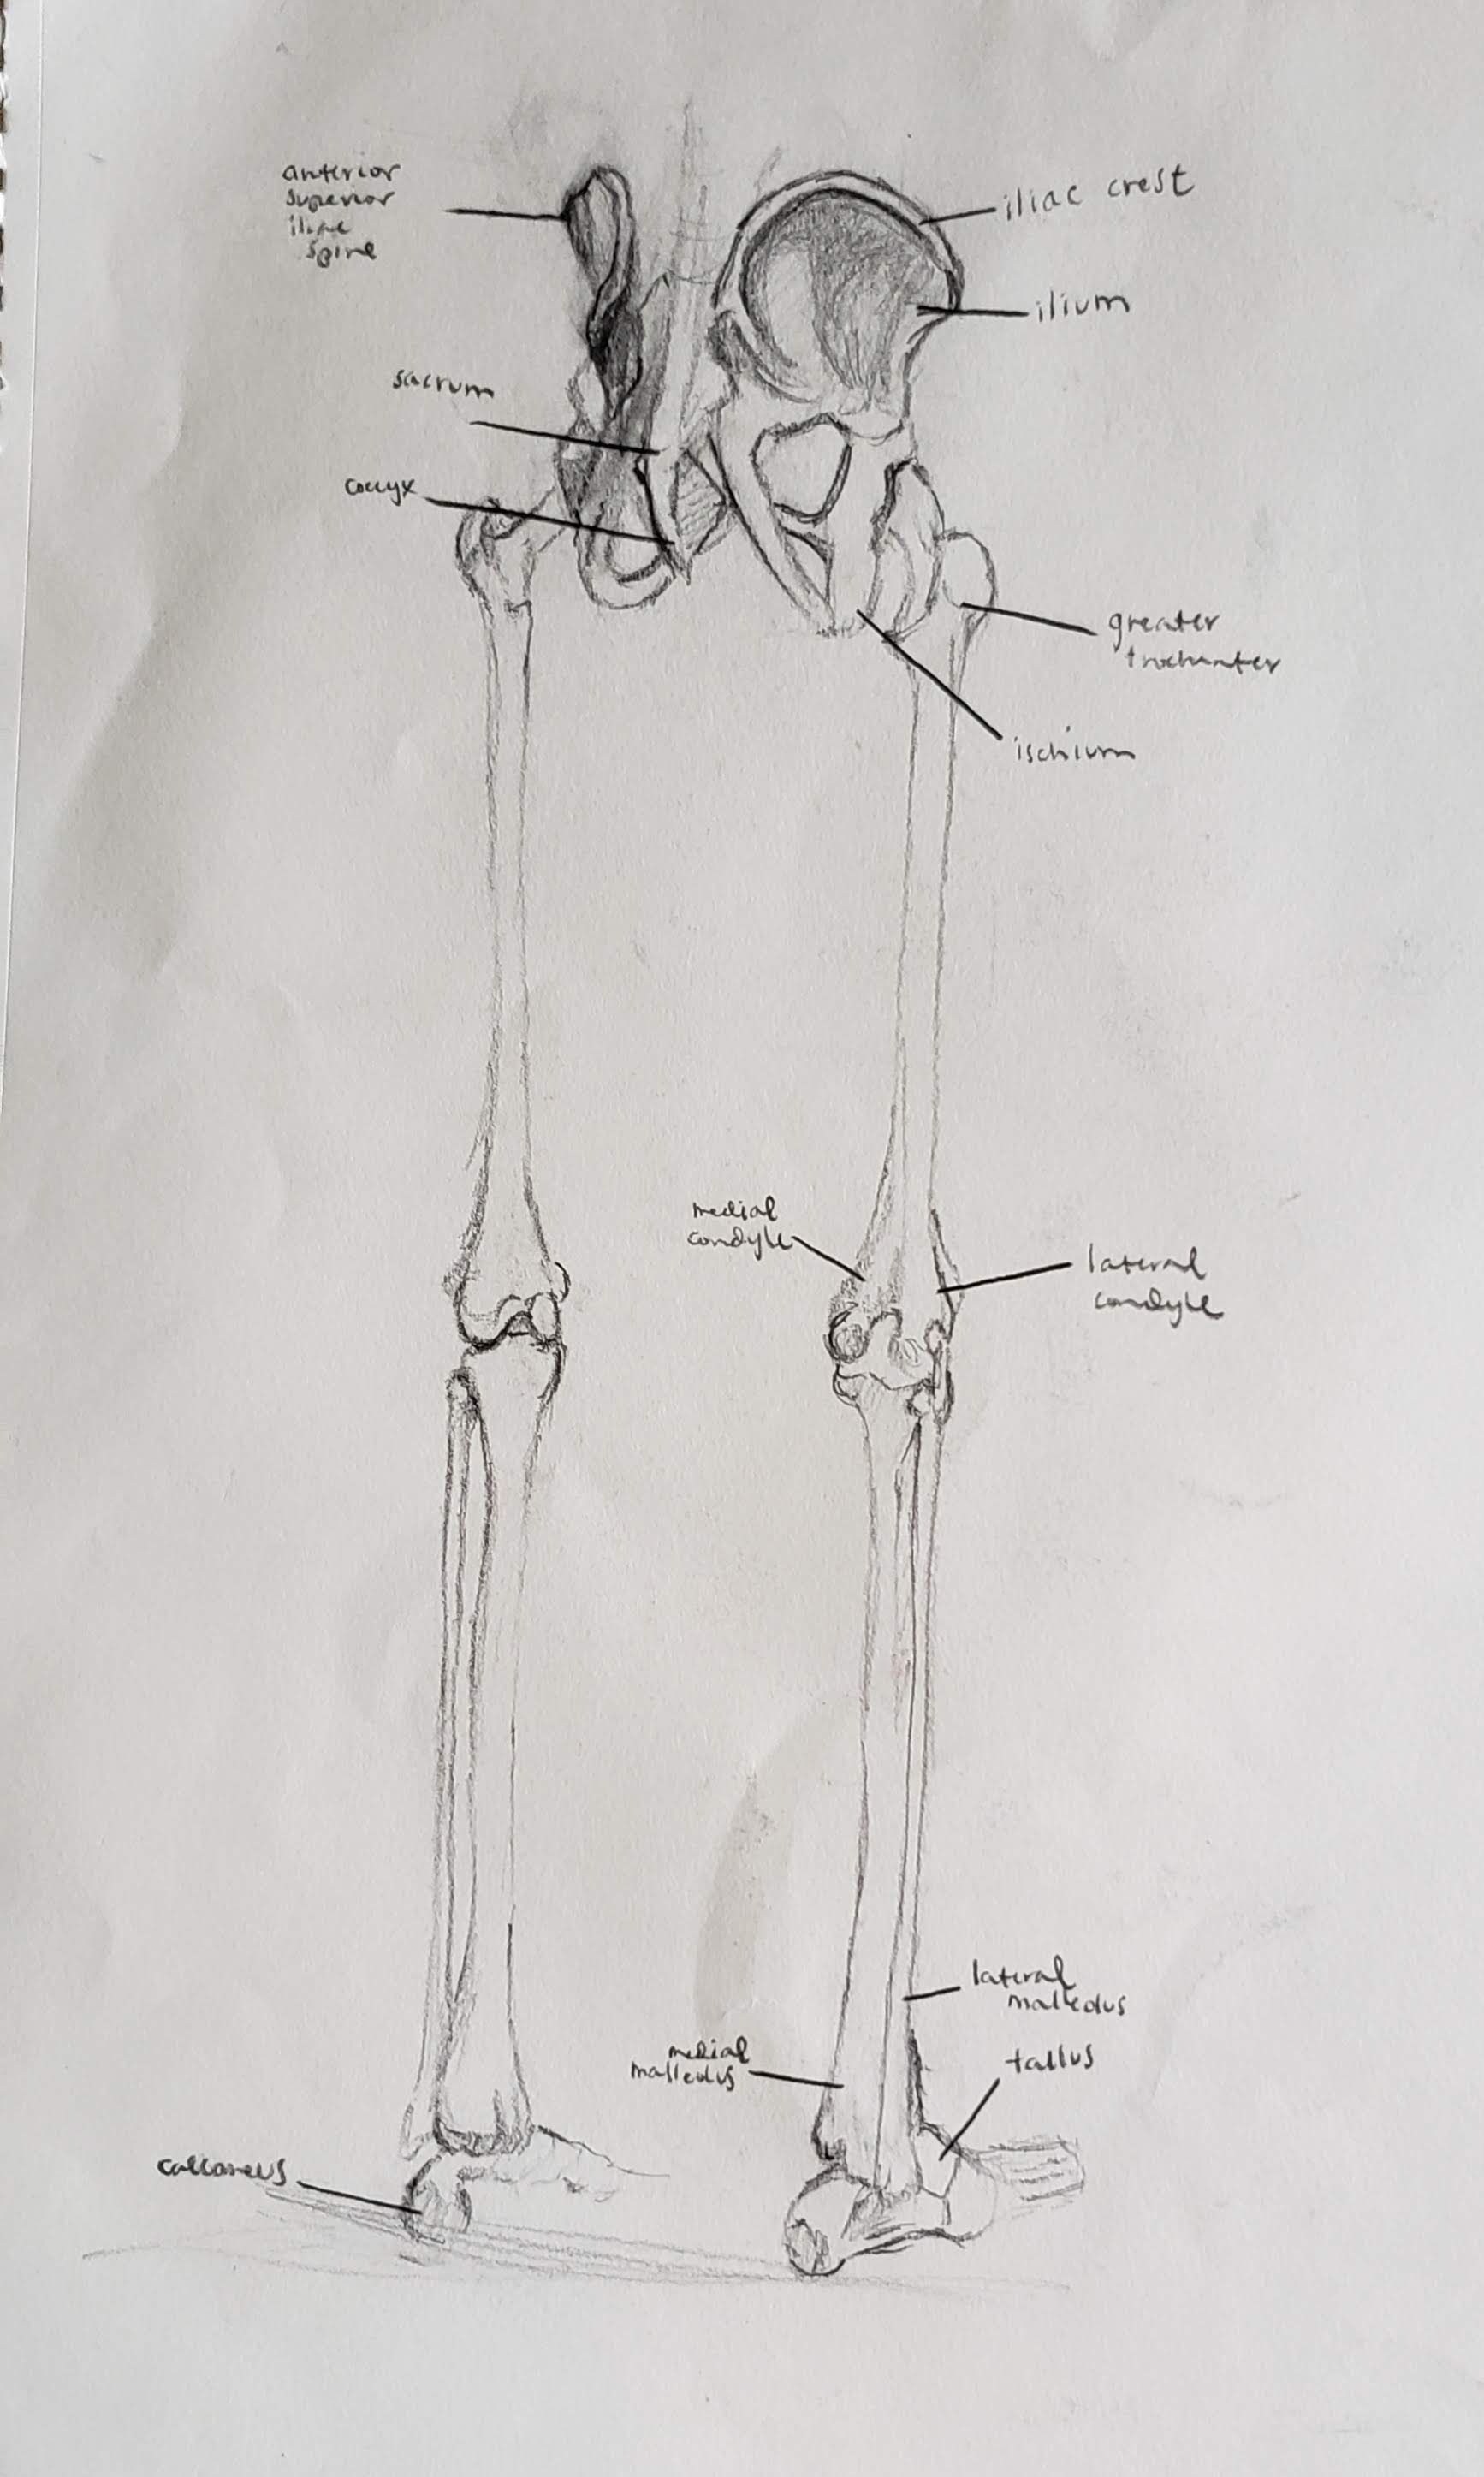 anterior
superior
iliac
spine
iliac crest
ilium
sacrum
coccyx
greater
trochanter
ischium
medial
condyle
lateral
condyle
lateral
malleolus
medial
malleolus
tallus
calcaneus